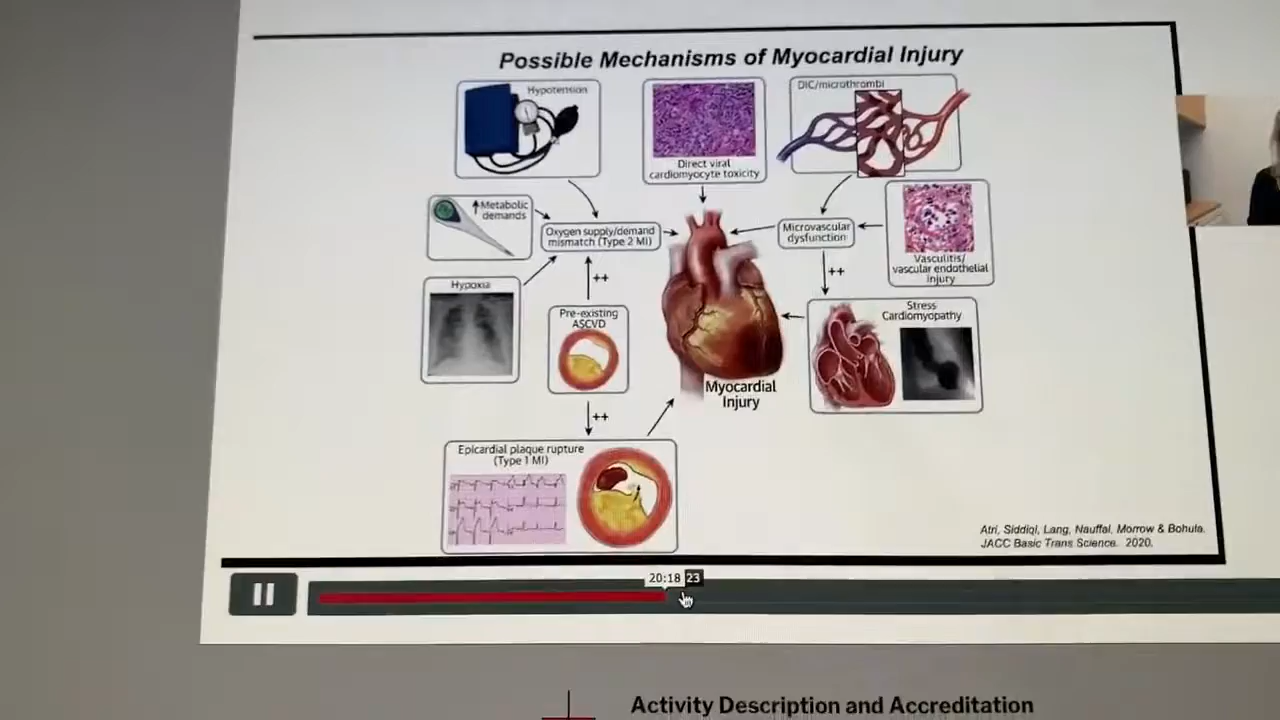 Possible Mechanisms of Myocardial Injury
Hypotension
Direct viral
cardiomyocyte toxicity
DIC/microthrombi
↑Metabolic
demands
Oxygen supply/demand
mismatch (Type 2 MI)
Microvascular
dysfunction
Vasculitis/
vascular endothelial
injury
Hypoxia
++
++
Pre-existing
ASCVD
Stress
Cardiomyopathy
Myocardial
Injury
++
Epicardial plaque rupture
(Type 1 MI)
Atri, Siddiqi, Lang, Nauffal, Morrow & Bohula.
JACC Basic Trans Science. 2020.
20:18 23
Activity Description and Accreditation